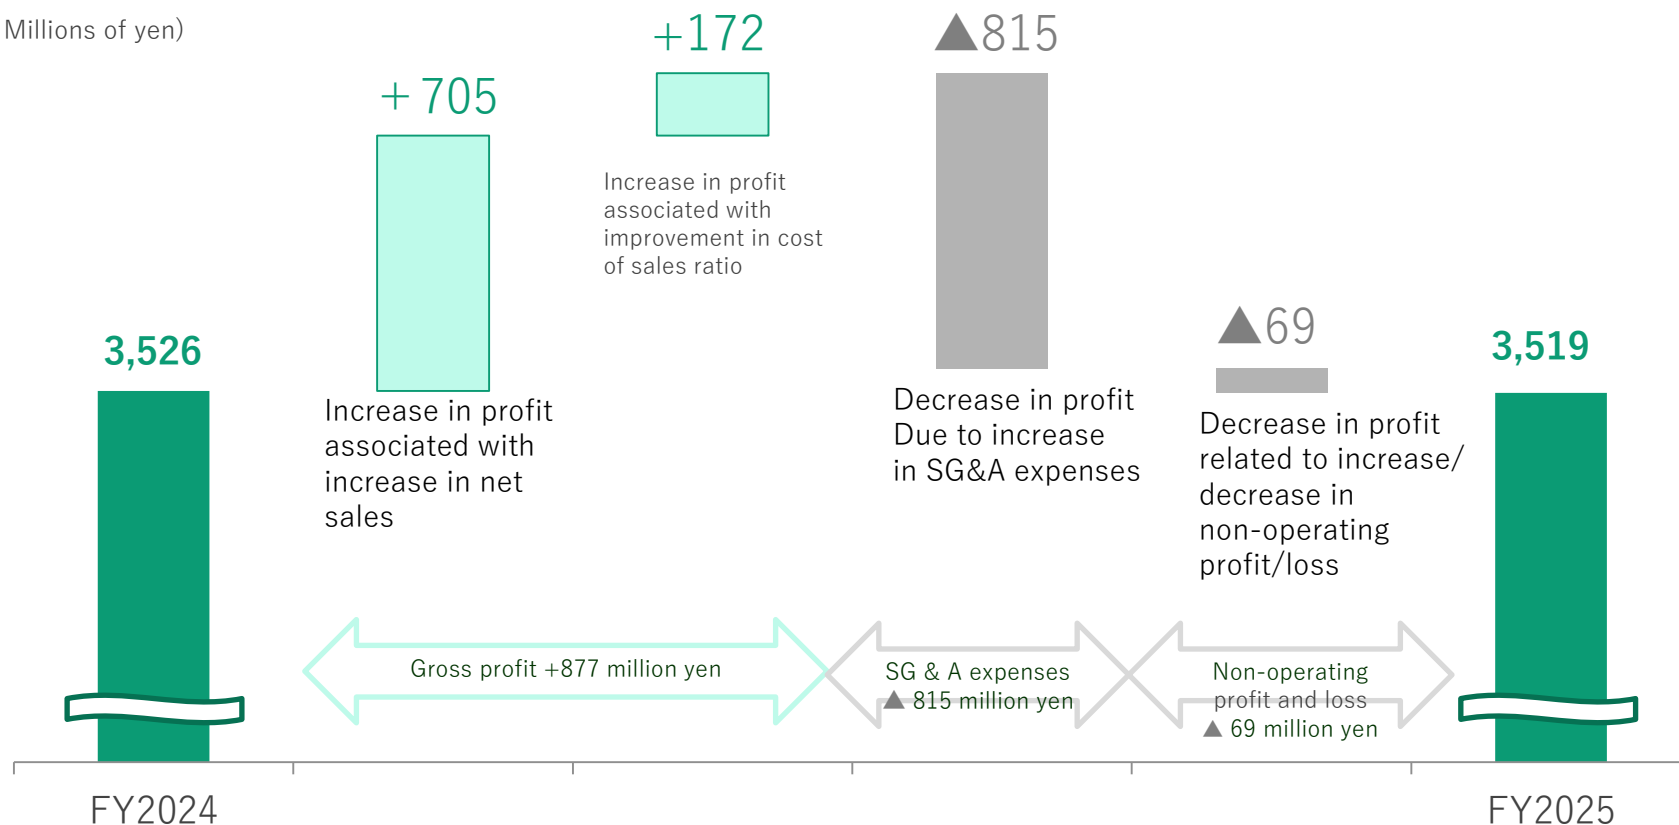 Millions of yen)
+172
▲815
+ 705
Increase in profit
associated with
improvement in cost
of sales ratio
▲69
3,526
3,519
Increase in profit
associated with
increase in net
sales
Decrease in profit
Due to increase
in SG&A expenses
Decrease in profit
related to increase/
decrease in
non-operating
profit/loss
Gross profit +877 million yen
SG & A expenses
▲ 815 million yen
Non-operating
profit and loss
▲ 69 million yen
FY2024
FY2025